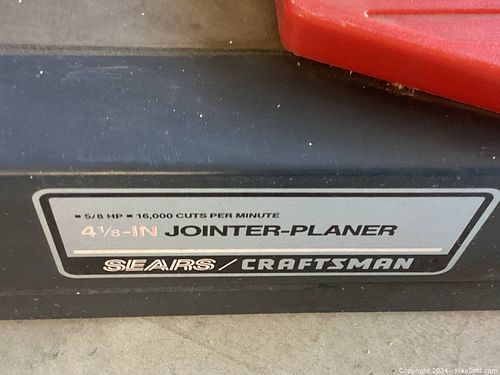 ▪ 5/8 HP ▪ 16,000 CUTS PER MINUTE
4 1/8-IN JOINTER-PLANER
SEARS / CRAFTSMAN
Copyright 2024 - MaxSold.com